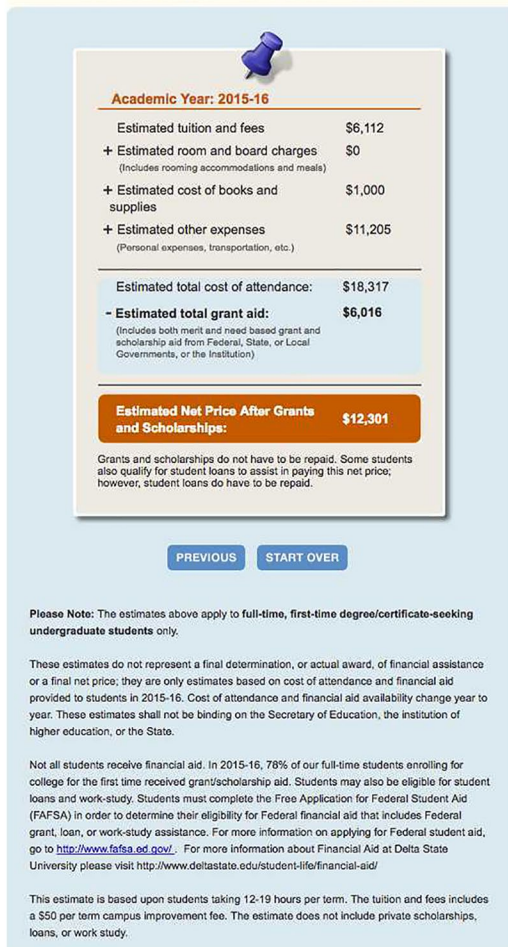 Academic Year: 2015-16
Estimated tuition and fees $6,112
+ Estimated room and board charges $0
(Includes rooming accommodations and meals)
+ Estimated cost of books and $1,000
supplies
+ Estimated other expenses $11,205
(Personal expenses, transportation, etc.)
Estimated total cost of attendance: $18,317
- Estimated total grant aid: $6,016
(Includes both merit and need based grant and
scholarship aid from Federal, State, or Local
Governments, or the Institution)
Estimated Net Price After Grants
and Scholarships: $12,301
Grants and scholarships do not have to be repaid. Some students
also qualify for student loans to assist in paying this net price;
however, student loans do have to be repaid.
PREVIOUS START OVER
Please Note: The estimates above apply to full-time, first-time degree/certificate-seeking
undergraduate students only.
These estimates do not represent a final determination, or actual award, of financial assistance
or a final net price; they are only estimates based on cost of attendance and financial aid
provided to students in 2015-16. Cost of attendance and financial aid availability change year to
year. These estimates shall not be binding on the Secretary of Education, the institution of
higher education, or the State.
Not all students receive financial aid. In 2015-16, 78% of our full-time students enrolling for
college for the first time received grant/scholarship aid. Students may also be eligible for student
loans and work-study. Students must complete the Free Application for Federal Student Aid
(FAFSA) in order to determine their eligibility for Federal financial aid that includes Federal
grant, loan, or work-study assistance. For more information on applying for Federal student aid,
go to http://www.fafsa.ed.gov/ . For more information about Financial Aid at Delta State
University please visit http://www.deltastate.edu/student-life/financial-aid/
This estimate is based upon students taking 12-19 hours per term. The tuition and fees includes
a $50 per term campus improvement fee. The estimate does not include private scholarships,
loans, or work study.